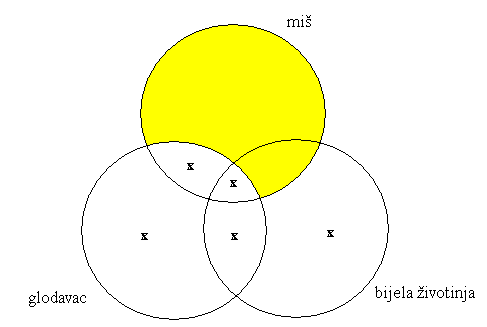 miš
x
x
x
x
x
glodavac
bijela životinja